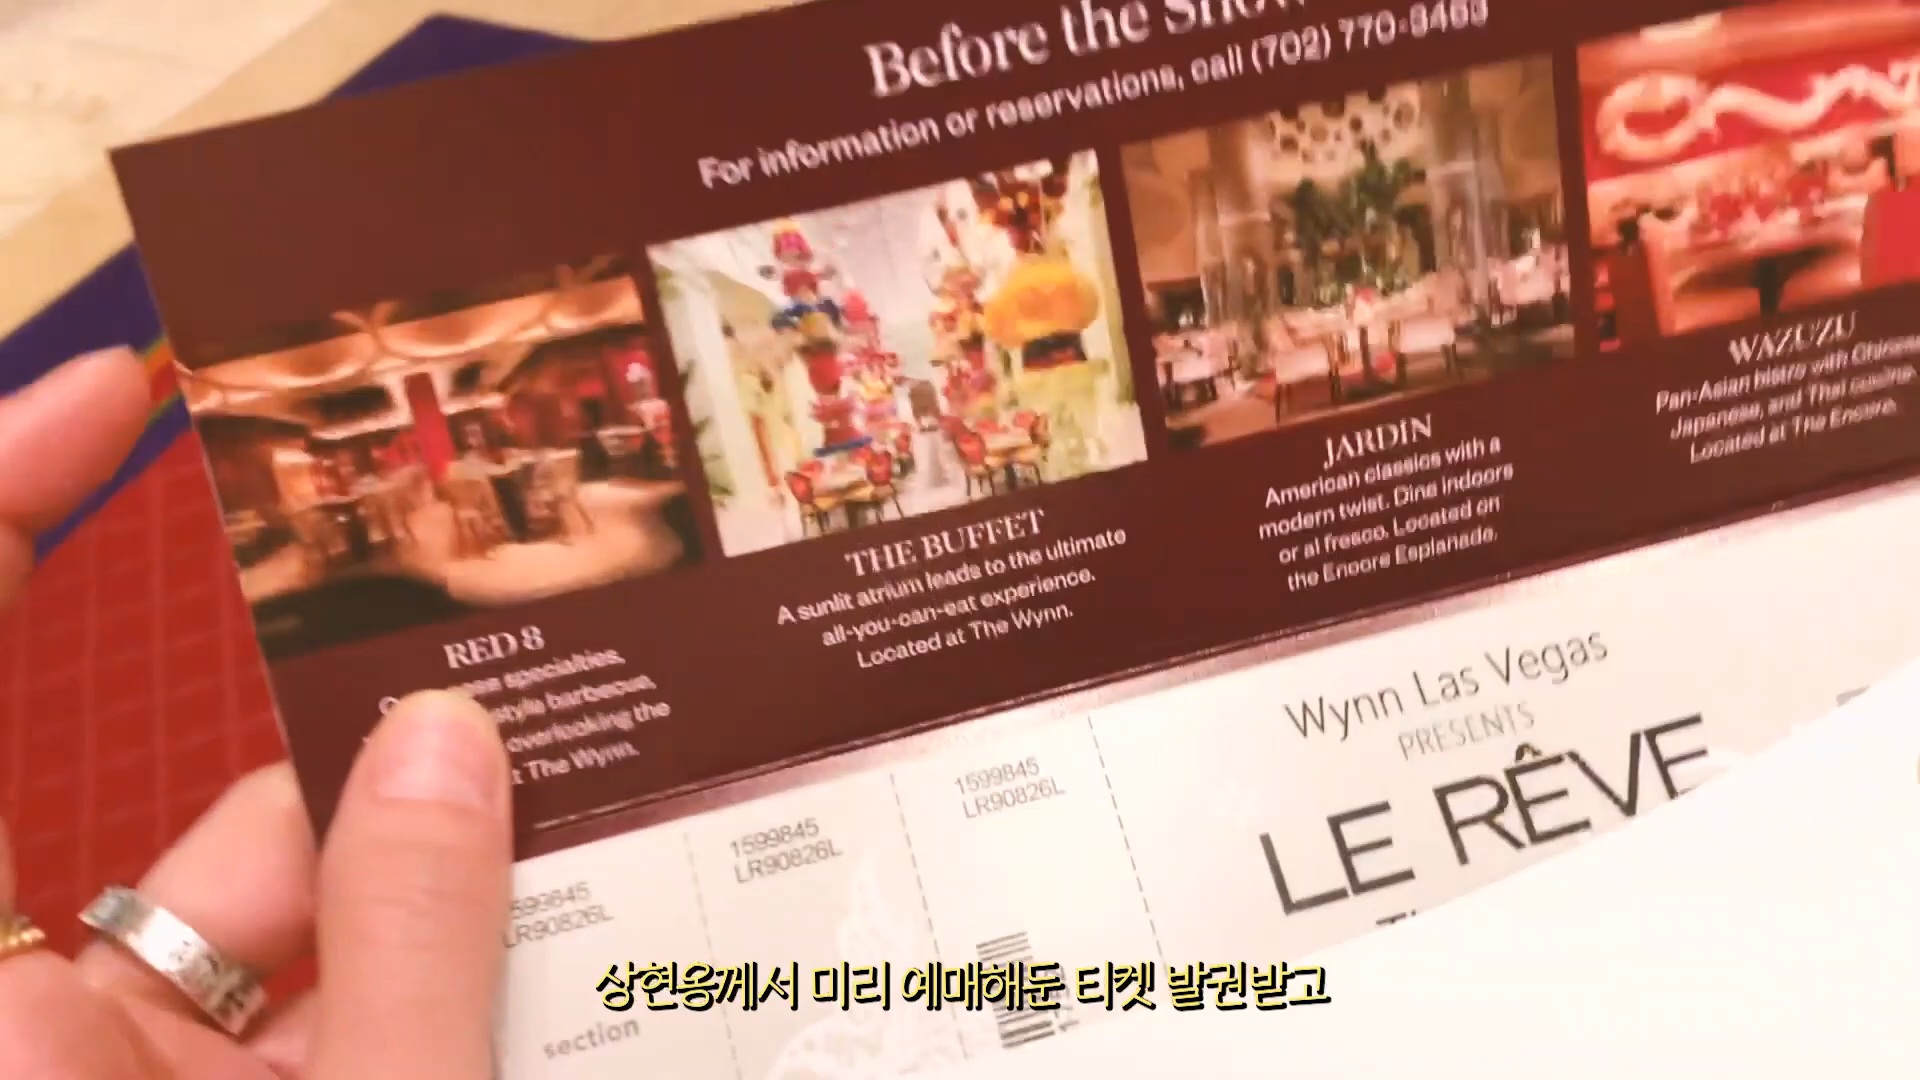 Before the Show
For information or reservations, call (702) 770-3463
RED 8
specialties,
style barbecue,
overlooking the
at The Wynn.
THE BUFFET
A sunlit atrium leads to the ultimate
all-you-can-eat experience.
Located at The Wynn.
JARDIN
American classics with a
modern twist. Dine indoors
or al fresco. Located on
the Encore Esplanade.
WAZUZU
Pan-Asian bistro with Chinese,
Japanese, and Thai cuisine.
Located at The Encore.
Wynn Las Vegas
PRESENTS
LE RÊVE
1599845
LR90826L
1599845
LR90826L
599845
LR90826L
section
상현옹께서 미리 예매해둔 티켓 발권받고